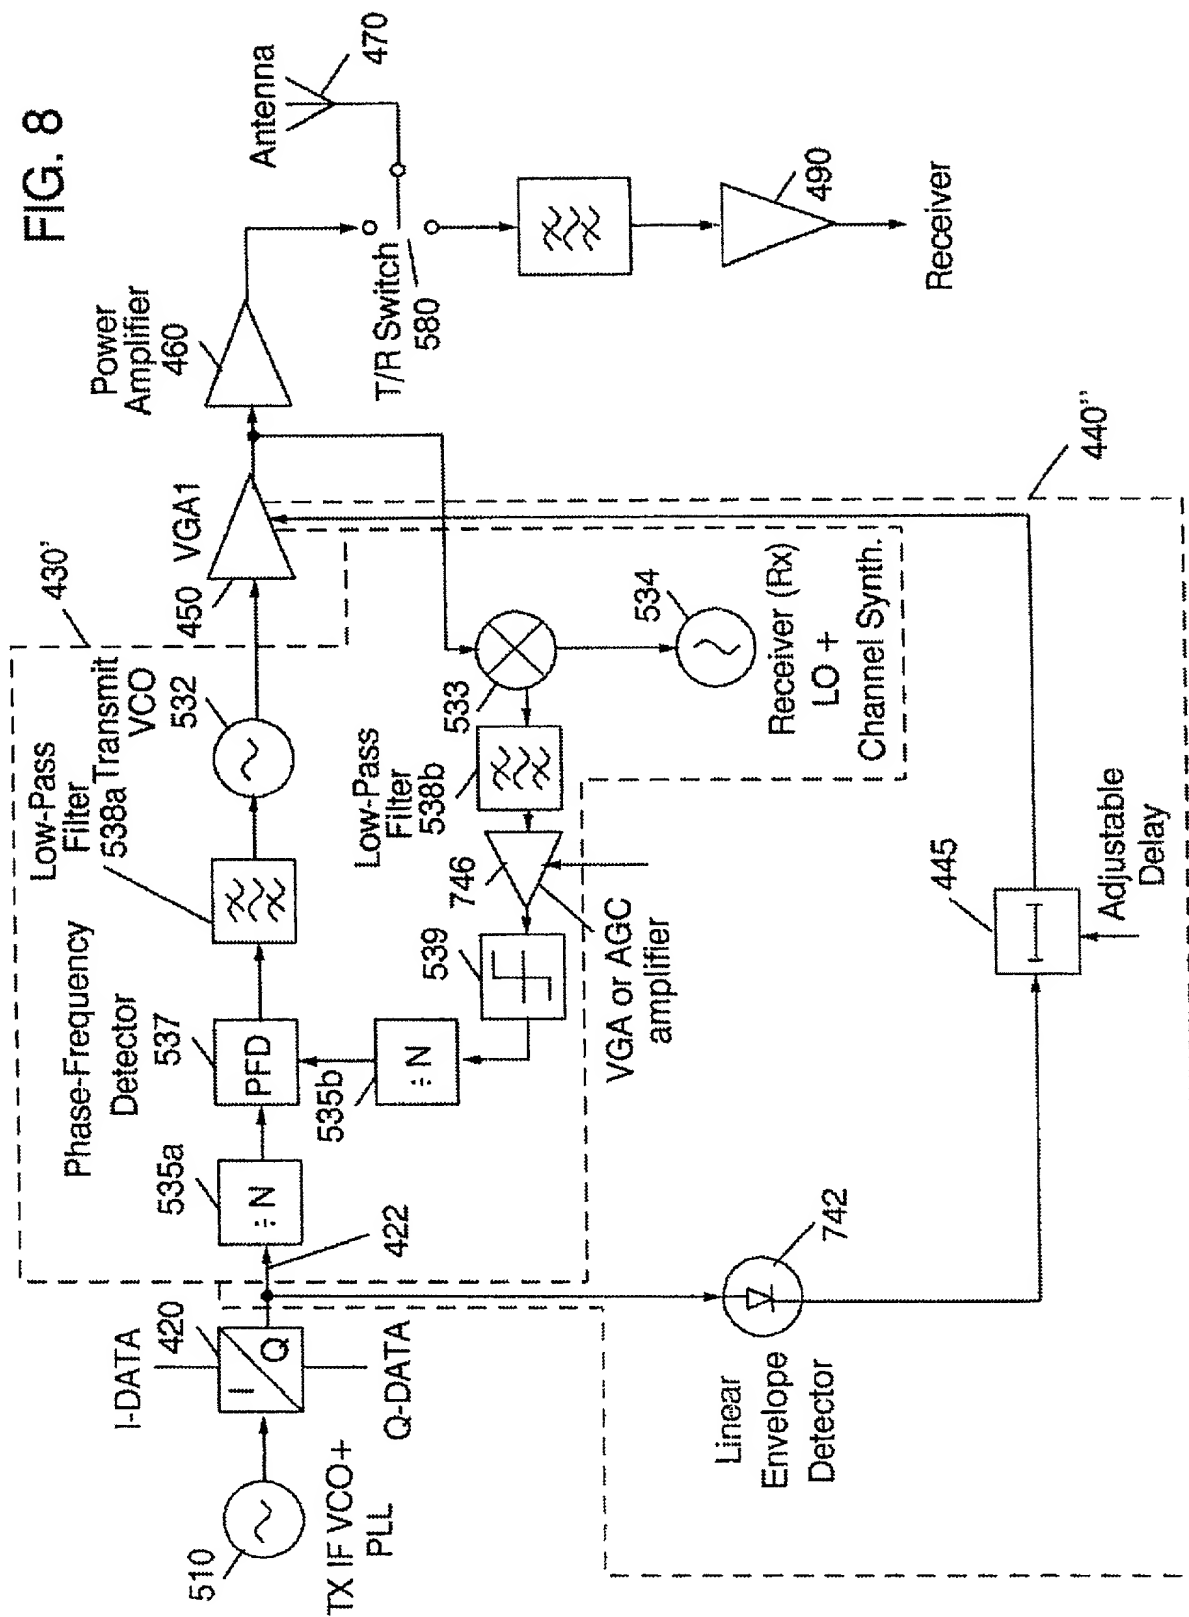 FIG. 8
Antenna
470
Power
Amplifier
460
T/R Switch
580
490
Receiver
VGA1
450
430'
440''
Transmit
VCO
532
Low-Pass
Filter
538a
Phase-Frequency
Detector
537
PFD
535a
÷N
422
535b
÷N
539
746
VGA or AGC
amplifier
Low-Pass
Filter
538b
533
534
Receiver (Rx)
LO +
Channel Synth.
I-DATA
420
I
Q
Q-DATA
510
TX IF VCO+
PLL
742
Linear
Envelope
Detector
445
Adjustable
Delay